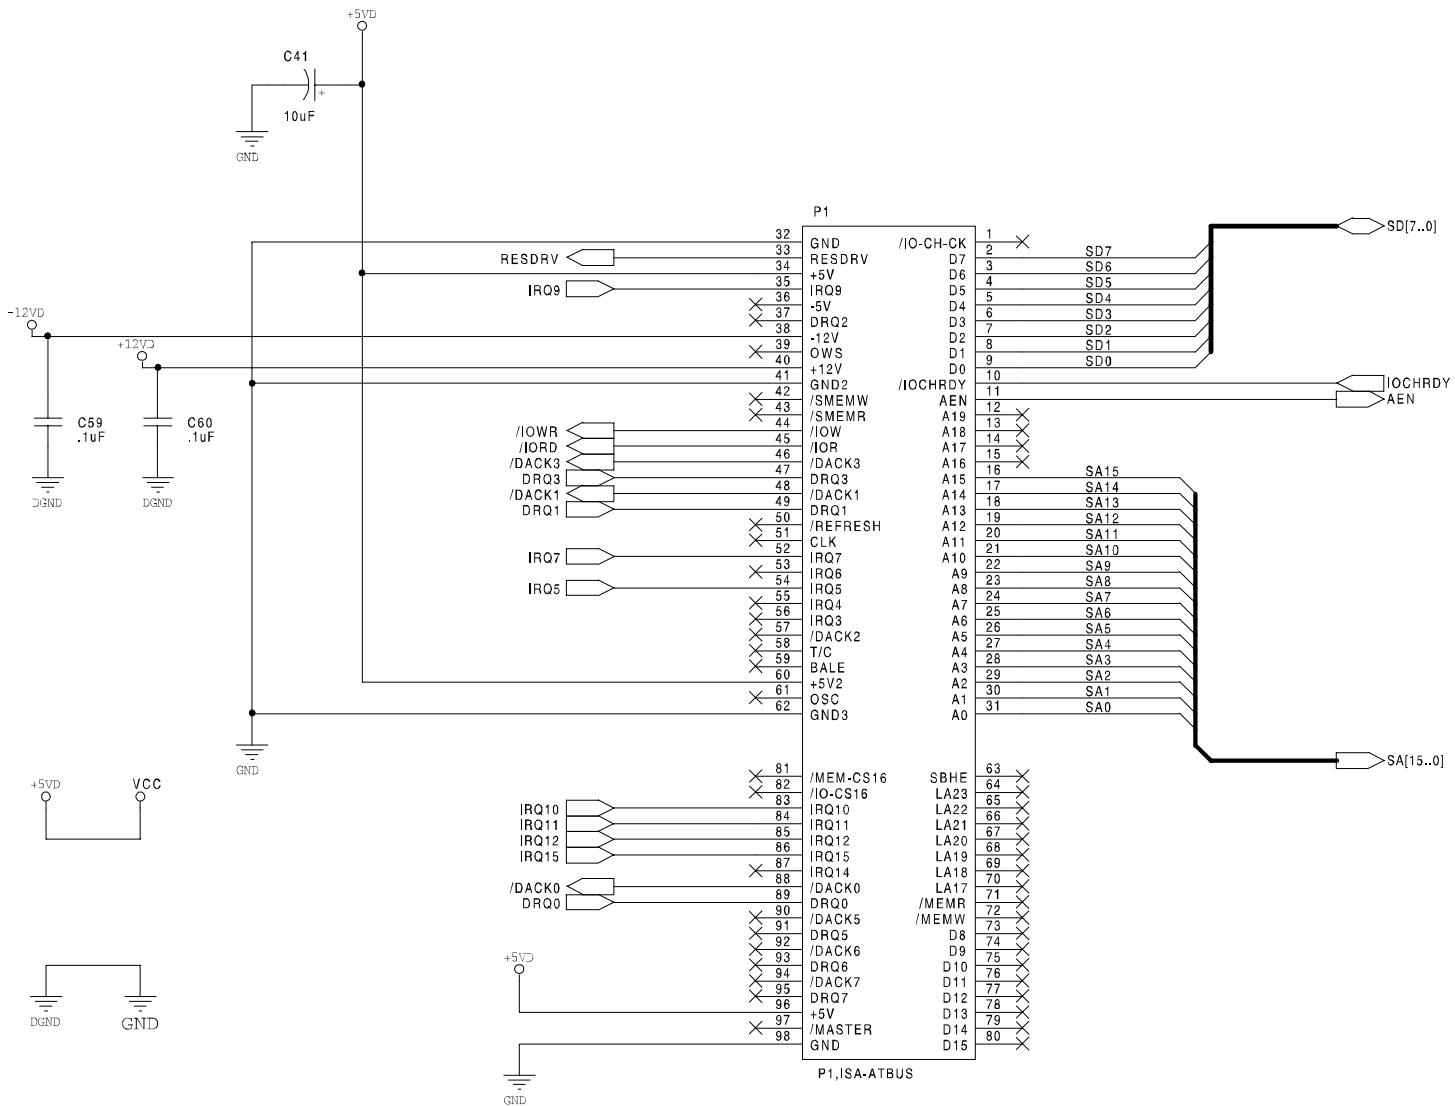 +5VD
C41
+
10uF
GND
P1
32 GND /IO-CH-CK 1
SD[7..0]
RESDRV 33 RESDRV D7 2 SD7
34 +5V D6 3 SD6
IRQ9 35 IRQ9 D5 4 SD5
36 -5V D4 5 SD4
37 DRQ2 D3 6 SD3
-12VD
38 -12V D2 7 SD2
39 OWS D1 8 SD1
+12VD
40 +12V D0 9 SD0
41 GND2 /IOCHRDY 10 IOCHRDY
42 /SMEMW AEN 11 AEN
43 /SMEMR A19 12
C59
.1uF
C60
.1uF
/IOWR 44 /IOW A18 13
/IORD 45 /IOR A17 14
/DACK3 46 /DACK3 A16 15
DRQ3 47 DRQ3 A15 16 SA15
/DACK1 48 /DACK1 A14 17 SA14
DGND
DGND
DRQ1 49 DRQ1 A13 18 SA13
50 /REFRESH A12 19 SA12
51 CLK A11 20 SA11
IRQ7 52 IRQ7 A10 21 SA10
53 IRQ6 A9 22 SA9
IRQ5 54 IRQ5 A8 23 SA8
55 IRQ4 A7 24 SA7
56 IRQ3 A6 25 SA6
57 /DACK2 A5 26 SA5
58 T/C A4 27 SA4
59 BALE A3 28 SA3
60 +5V2 A2 29 SA2
61 OSC A1 30 SA1
62 GND3 A0 31 SA0
GND
SA[15..0]
+5VD
VCC
81 /MEM-CS16 SBHE 63
82 /IO-CS16 LA23 64
IRQ10 83 IRQ10 LA22 65
IRQ11 84 IRQ11 LA21 66
IRQ12 85 IRQ12 LA20 67
IRQ15 86 IRQ15 LA19 68
87 IRQ14 LA18 69
/DACK0 88 /DACK0 LA17 70
DRQ0 89 DRQ0 /MEMR 71
90 /DACK5 /MEMW 72
91 DRQ5 D8 73
92 /DACK6 D9 74
+5VD
93 DRQ6 D10 75
94 /DACK7 D11 76
95 DRQ7 D12 77
96 +5V D13 78
97 /MASTER D14 79
98 GND D15 80
DGND
GND
GND
P1,ISA-ATBUS